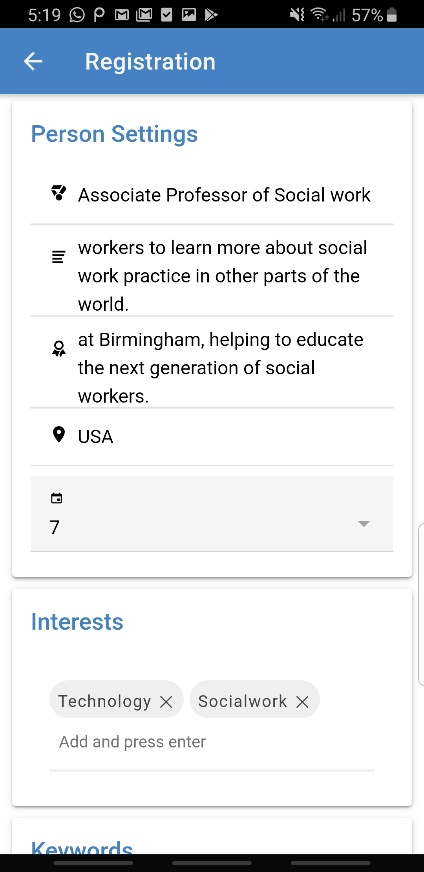 5:19 57%
Registration
Person Settings
Associate Professor of Social work
workers to learn more about social
work practice in other parts of the
world.
at Birmingham, helping to educate
the next generation of social
workers.
USA
7
Interests
Technology
Socialwork
Add and press enter
Keywords